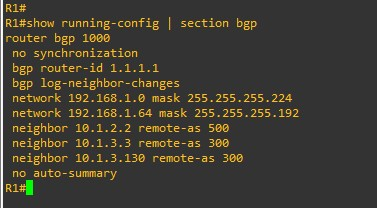 R1#
R1#show running-config | section bgp
router bgp 1000
 no synchronization
 bgp router-id 1.1.1.1
 bgp log-neighbor-changes
 network 192.168.1.0 mask 255.255.255.224
 network 192.168.1.64 mask 255.255.255.192
 neighbor 10.1.2.2 remote-as 500
 neighbor 10.1.3.3 remote-as 300
 neighbor 10.1.3.130 remote-as 300
 no auto-summary
R1#